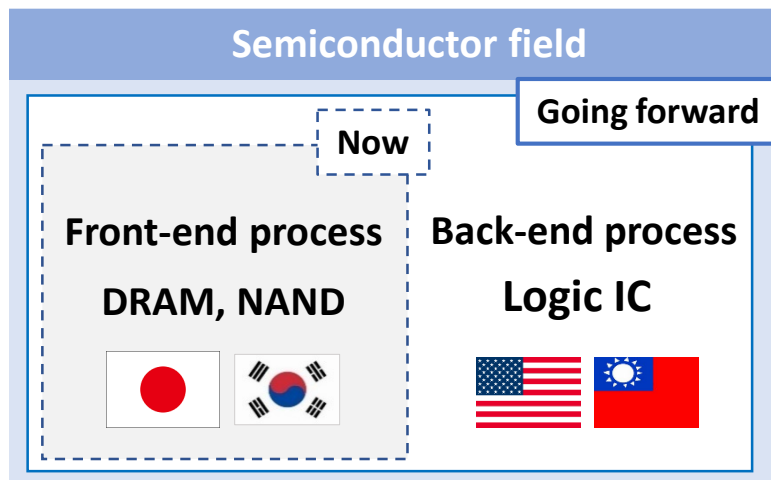 Semiconductor field
Going forward
Now
Front-end process
DRAM, NAND
Back-end process
Logic IC